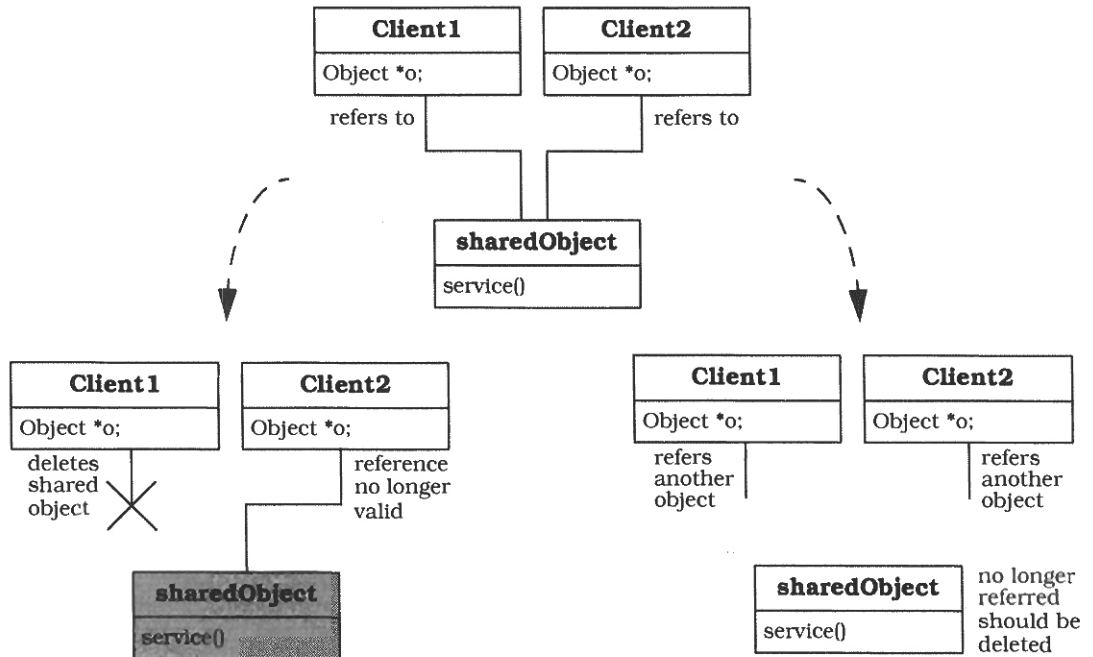 Client1
Object *o;
Client2
Object *o;
refers to
refers to
sharedObject
service()
Client1
Object *o;
deletes
shared
object
Client2
Object *o;
reference
no longer
valid
sharedObject
service()
Client1
Object *o;
refers
another
object
Client2
Object *o;
refers
another
object
sharedObject
service()
no longer
referred
should be
deleted